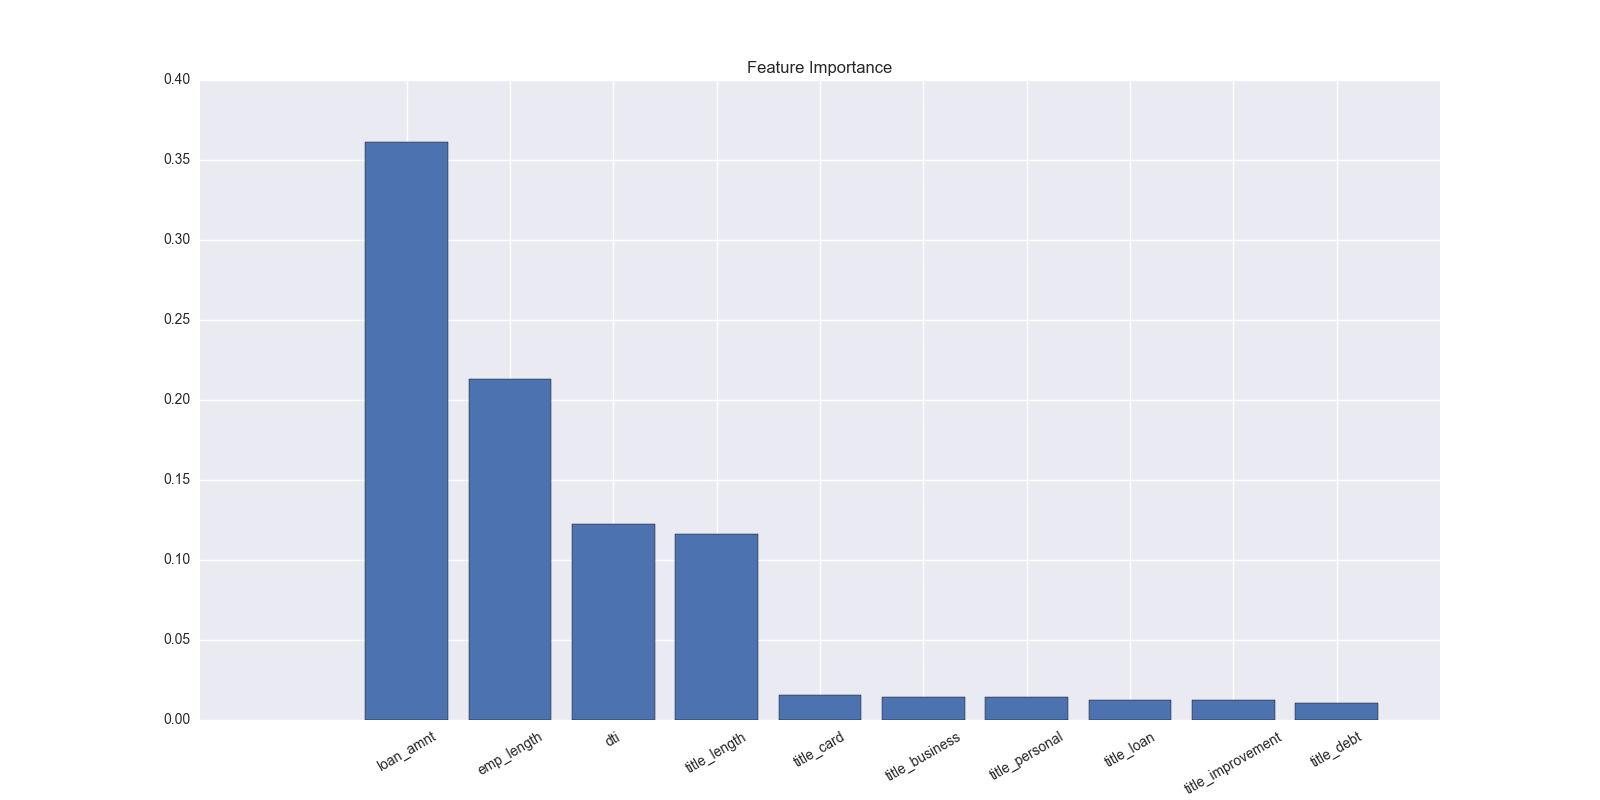 Feature Importance
0.40
0.35
0.30
0.25
0.20
0.15
0.10
0.05
0.00
loan_amnt
emp_length
dti
title_length
title_card
title_business
title_personal
title_loan
title_improvement
title_debt